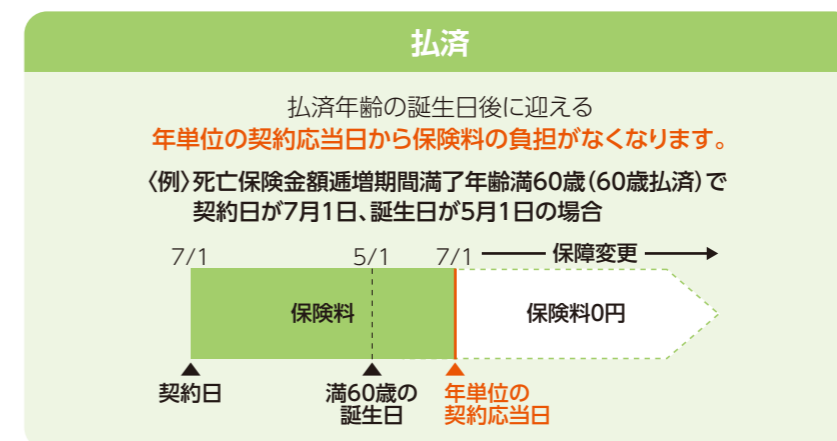 払済
払済年齢の誕生日後に迎える
年単位の契約応当日から保険料の負担がなくなります。
〈例〉死亡保険金額逓増期間満了年齢満60歳(60歳払済)で
契約日が7月1日、誕生日が5月1日の場合
7/1 5/1 7/1 保障変更
保険料 保険料0円
契約日 満60歳の 年単位の
誕生日 契約応当日